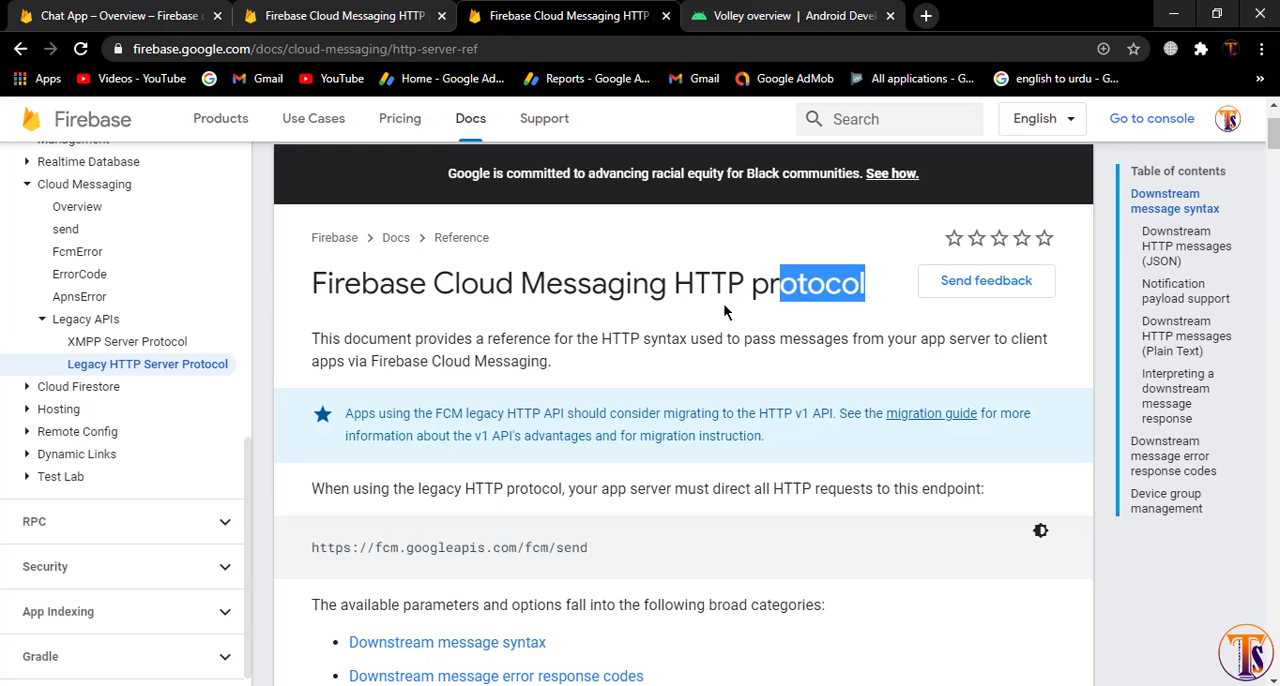 Chat App – Overview – Firebase c
Firebase Cloud Messaging HTTP
Firebase Cloud Messaging HTTP
Volley overview | Android Devel
firebase.google.com/docs/cloud-messaging/http-server-ref
Apps
Videos - YouTube
Gmail
YouTube
Home - Google Ad...
Reports - Google A...
Gmail
Google AdMob
All applications - G...
english to urdu - G...
»
Firebase
Products
Use Cases
Pricing
Docs
Support
Search
English
Go to console
Management
Realtime Database
Cloud Messaging
Overview
send
FcmError
ErrorCode
ApnsError
Legacy APIs
XMPP Server Protocol
Legacy HTTP Server Protocol
Cloud Firestore
Hosting
Remote Config
Dynamic Links
Test Lab
RPC
Security
App Indexing
Gradle
Google is committed to advancing racial equity for Black communities. See how.
Firebase > Docs > Reference
Firebase Cloud Messaging HTTP protocol
Send feedback
This document provides a reference for the HTTP syntax used to pass messages from your app server to client
apps via Firebase Cloud Messaging.
Apps using the FCM legacy HTTP API should consider migrating to the HTTP v1 API. See the migration guide for more
information about the v1 API's advantages and for migration instruction.
When using the legacy HTTP protocol, your app server must direct all HTTP requests to this endpoint:
https://fcm.googleapis.com/fcm/send
The available parameters and options fall into the following broad categories:
• Downstream message syntax
• Downstream message error response codes
Table of contents
Downstream
message syntax
Downstream
HTTP messages
(JSON)
Notification
payload support
Downstream
HTTP messages
(Plain Text)
Interpreting a
downstream
message
response
Downstream
message error
response codes
Device group
management
TS